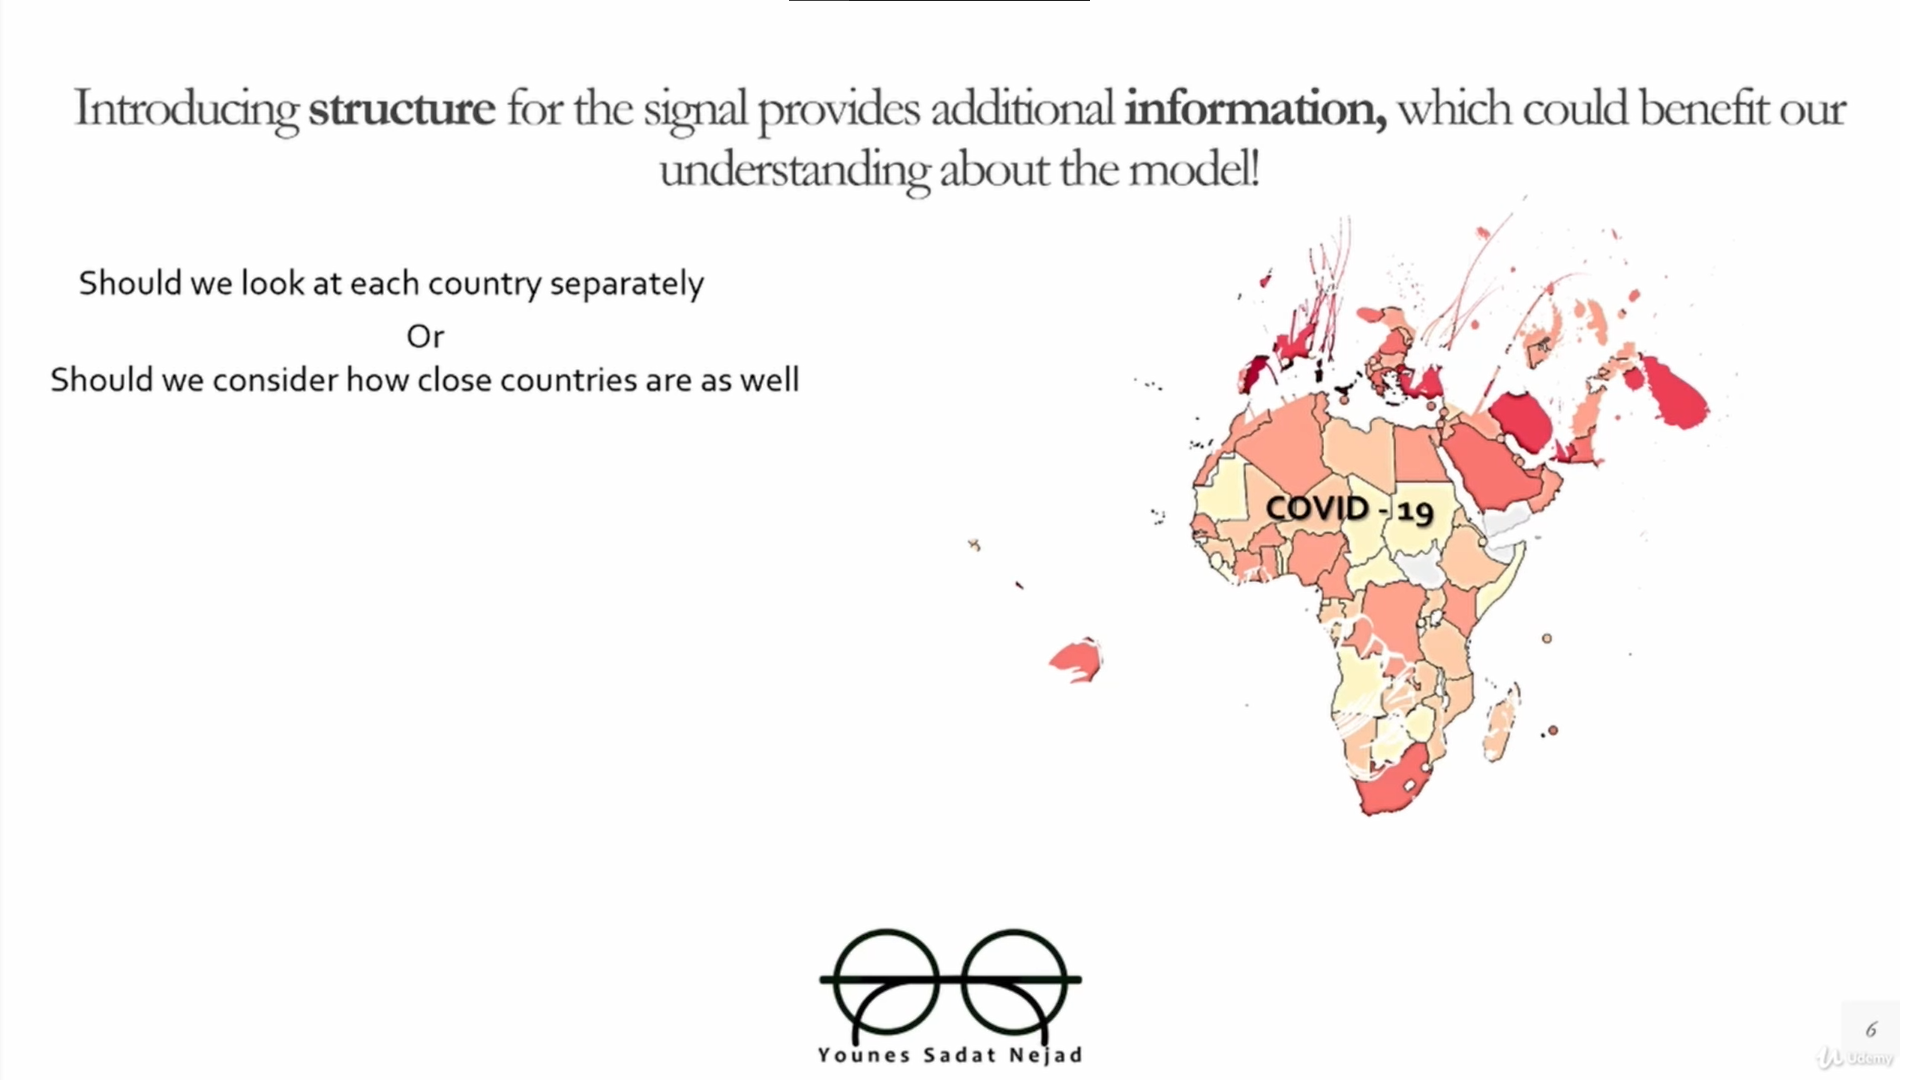 Introducing structure for the signal provides additional information, which could benefit our
understanding about the model!
Should we look at each country separately
Or
Should we consider how close countries are as well
COVID - 19
Younes Sadat Nejad
6
Udemy